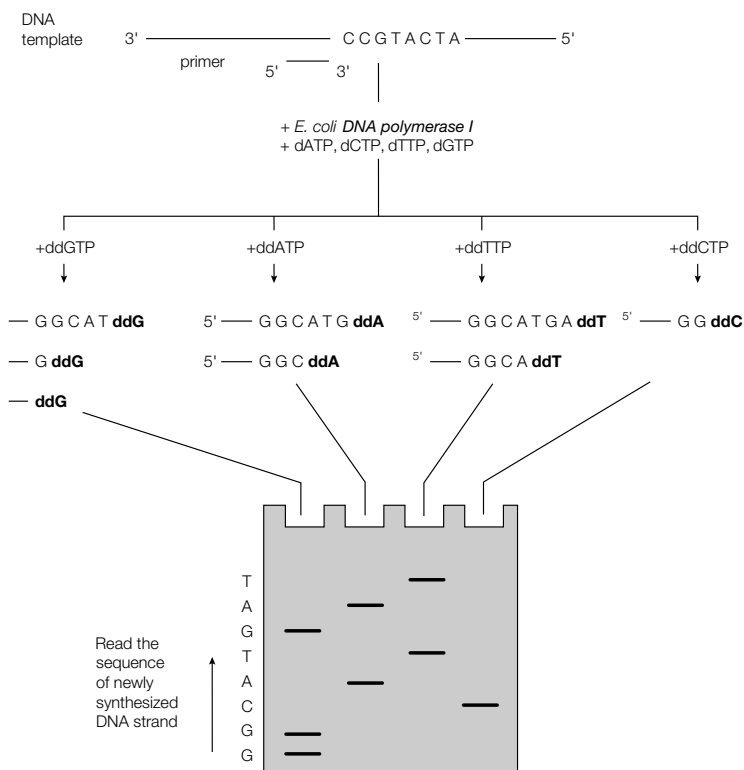 DNA
template
3' C C G T A C T A 5'
primer
5' 3'
+ E. coli DNA polymerase I
+ dATP, dCTP, dTTP, dGTP
+ddGTP +ddATP +ddTTP +ddCTP
G G C A T ddG 5' G G C A T G ddA 5' G G C A T G A ddT 5' G G ddC
G ddG 5' G G C ddA 5' G G C A ddT
ddG
T
A
G
T
A
C
G
G
Read the
sequence
of newly
synthesized
DNA strand